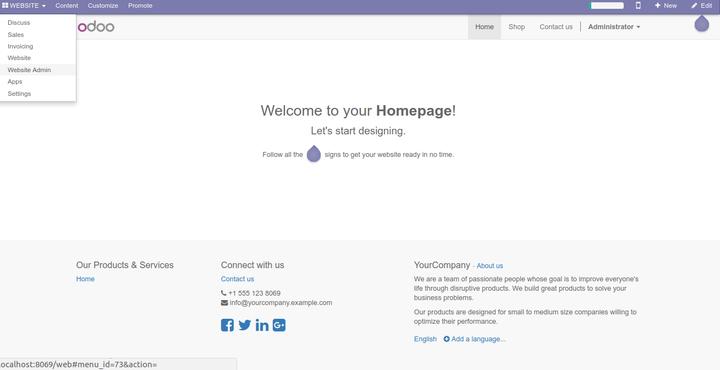 WEBSITE Content Customize Promote + New Edit
Discuss
Sales
Invoicing
Website
Website Admin
Apps
Settings
odoo
Home Shop Contact us Administrator
Welcome to your Homepage!
Let's start designing.
Follow all the signs to get your website ready in no time.
Our Products & Services
Home
Connect with us
Contact us
+1 555 123 8069
info@yourcompany.example.com
YourCompany - About us
We are a team of passionate people whose goal is to improve everyone's
life through disruptive products. We build great products to solve your
business problems.
Our products are designed for small to medium size companies willing to
optimize their performance.
English Add a language...
ocalhost:8069/web#menu_id=73&action=